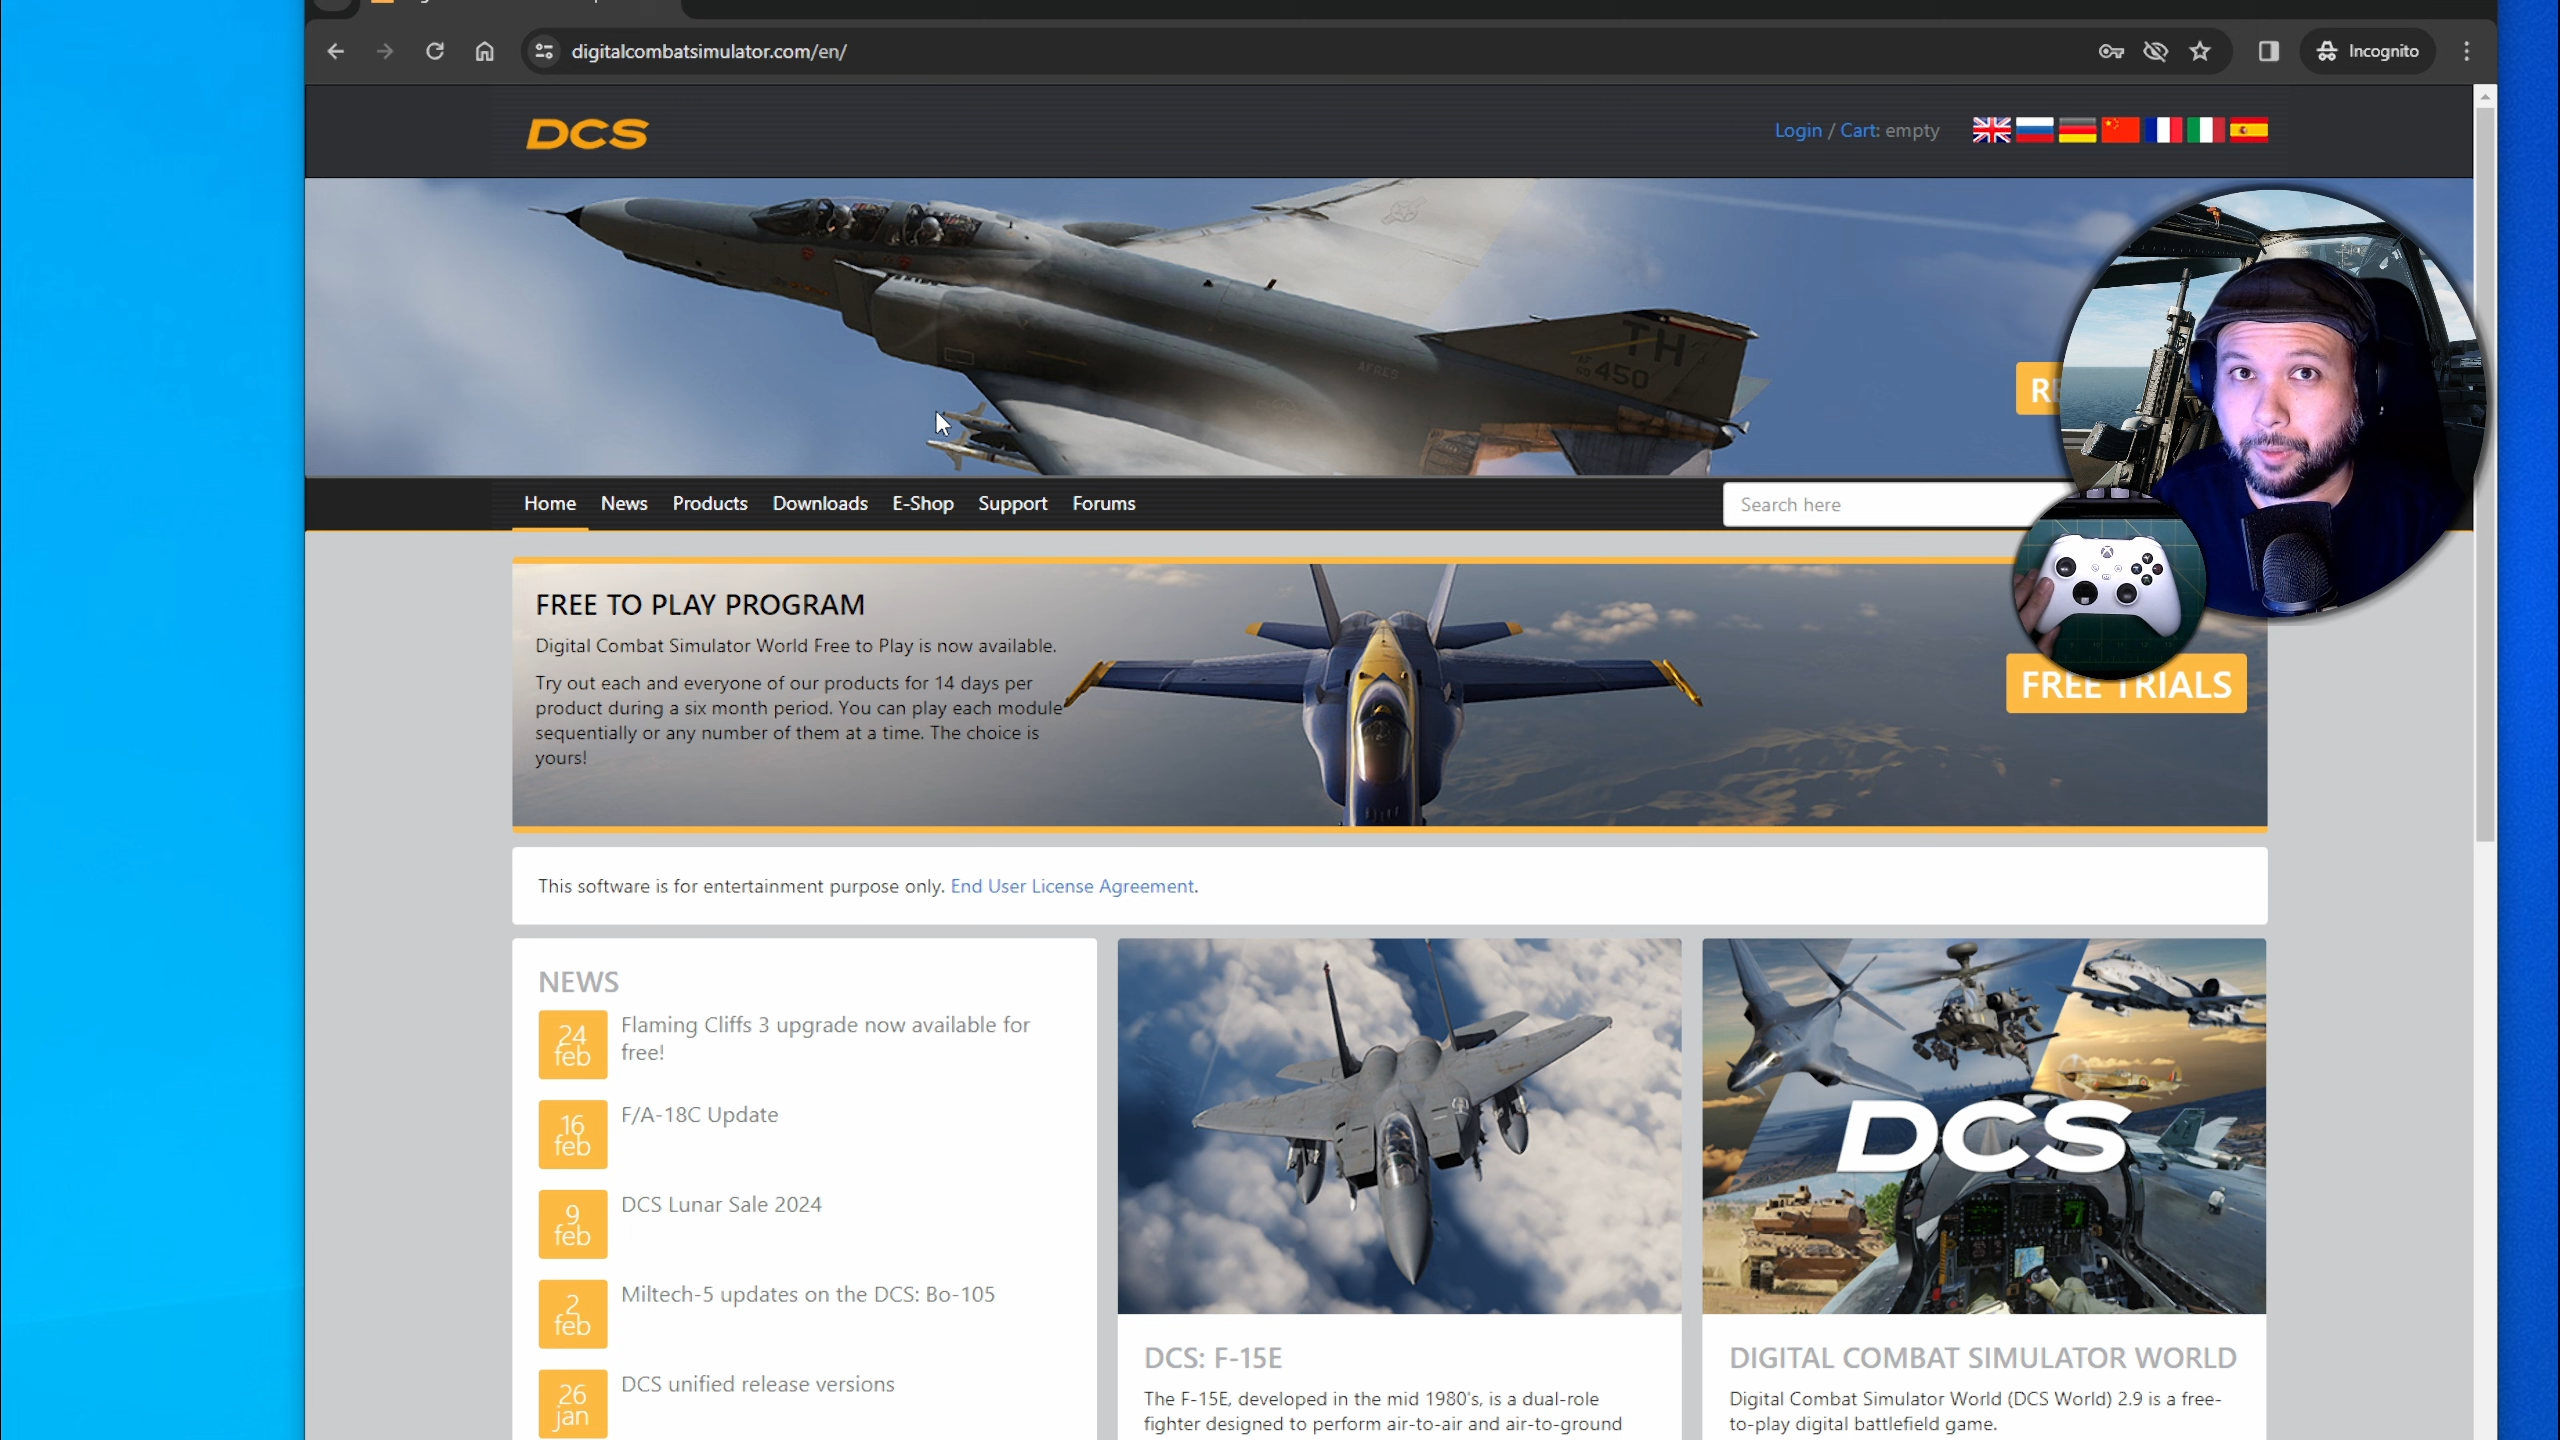 digitalcombatsimulator.com/en/
Incognito
DCS
Login / Cart: empty
TH
AF
450
AFRES
Home News Products Downloads E-Shop Support Forums
Search here
FREE TO PLAY PROGRAM
Digital Combat Simulator World Free to Play is now available.
Try out each and everyone of our products for 14 days per
product during a six month period. You can play each module
sequentially or any number of them at a time. The choice is
yours!
FREE TRIALS
This software is for entertainment purpose only. End User License Agreement.
NEWS
24
feb
Flaming Cliffs 3 upgrade now available for
free!
16
feb
F/A-18C Update
9
feb
DCS Lunar Sale 2024
2
feb
Miltech-5 updates on the DCS: Bo-105
26
jan
DCS unified release versions
DCS: F-15E
The F-15E, developed in the mid 1980's, is a dual-role
fighter designed to perform air-to-air and air-to-ground
DCS
DIGITAL COMBAT SIMULATOR WORLD
Digital Combat Simulator World (DCS World) 2.9 is a free-
to-play digital battlefield game.